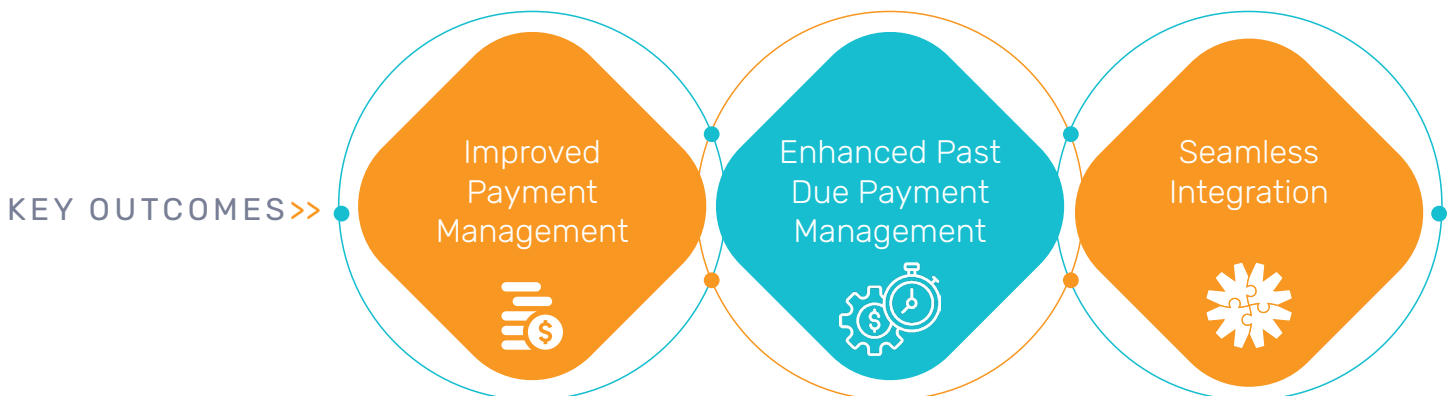 KEY OUTCOMES>>
Improved
Payment
Management
$
Enhanced Past
Due Payment
Management
$
Seamless
Integration